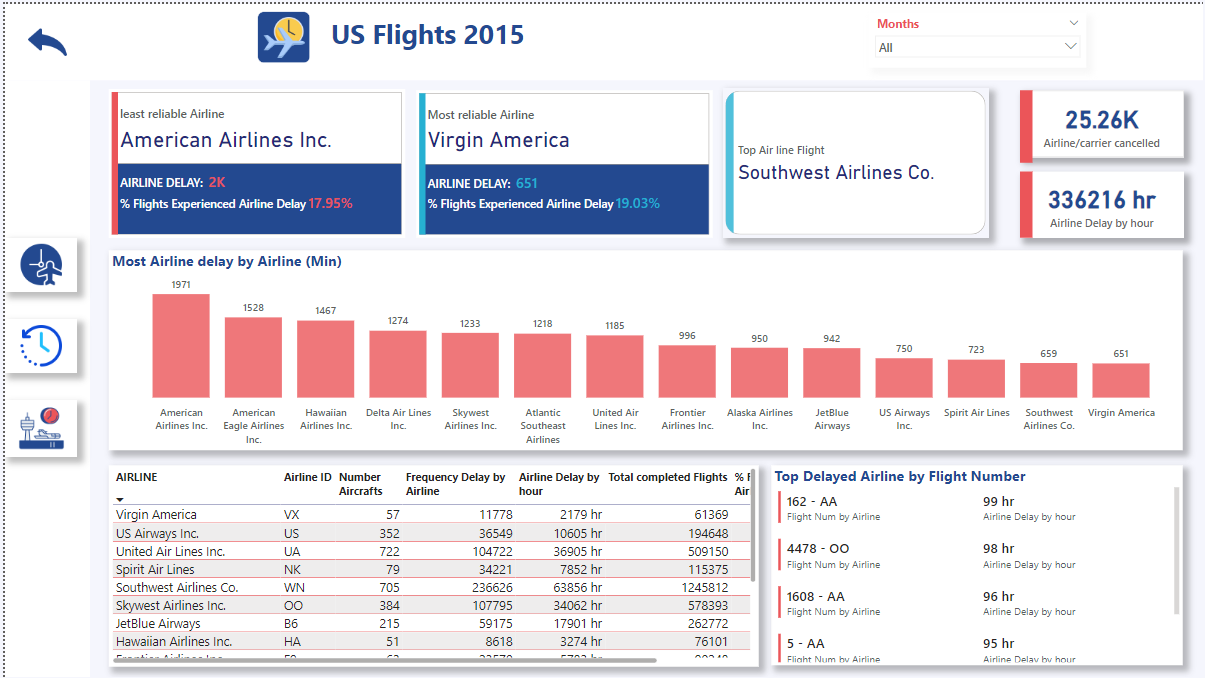 US Flights 2015
Months
All
least reliable Airline
American Airlines Inc.
AIRLINE DELAY: 2K
% Flights Experienced Airline Delay 17.95%
Most reliable Airline
Virgin America
AIRLINE DELAY: 651
% Flights Experienced Airline Delay 19.03%
Top Air line Flight
Southwest Airlines Co.
25.26K
Airline/carrier cancelled
336216 hr
Airline Delay by hour
Most Airline delay by Airline (Min)
1971
1528
1467
1274
1233
1218
1185
996
950
942
750
723
659
651
American Airlines Inc.
American Eagle Airlines Inc.
Hawaiian Airlines Inc.
Delta Air Lines Inc.
Skywest Airlines Inc.
Atlantic Southeast Airlines
United Air Lines Inc.
Frontier Airlines Inc.
Alaska Airlines Inc.
JetBlue Airways
US Airways Inc.
Spirit Air Lines
Southwest Airlines Co.
Virgin America
AIRLINE Airline ID Number Aircrafts Frequency Delay by Airline Airline Delay by hour Total completed Flights % F Air
Virgin America VX 57 11778 2179 hr 61369
US Airways Inc. US 352 36549 10605 hr 194648
United Air Lines Inc. UA 722 104722 36905 hr 509150
Spirit Air Lines NK 79 34221 7852 hr 115375
Southwest Airlines Co. WN 705 236626 63856 hr 1245812
Skywest Airlines Inc. OO 384 107795 34062 hr 578393
JetBlue Airways B6 215 59175 17901 hr 262772
Hawaiian Airlines Inc. HA 51 8618 3274 hr 76101
Frontier Airlines Inc.
Top Delayed Airline by Flight Number
162 - AA 99 hr
Flight Num by Airline Airline Delay by hour
4478 - OO 98 hr
Flight Num by Airline Airline Delay by hour
1608 - AA 96 hr
Flight Num by Airline Airline Delay by hour
5 - AA 95 hr
Flight Num by Airline Airline Delay by hour